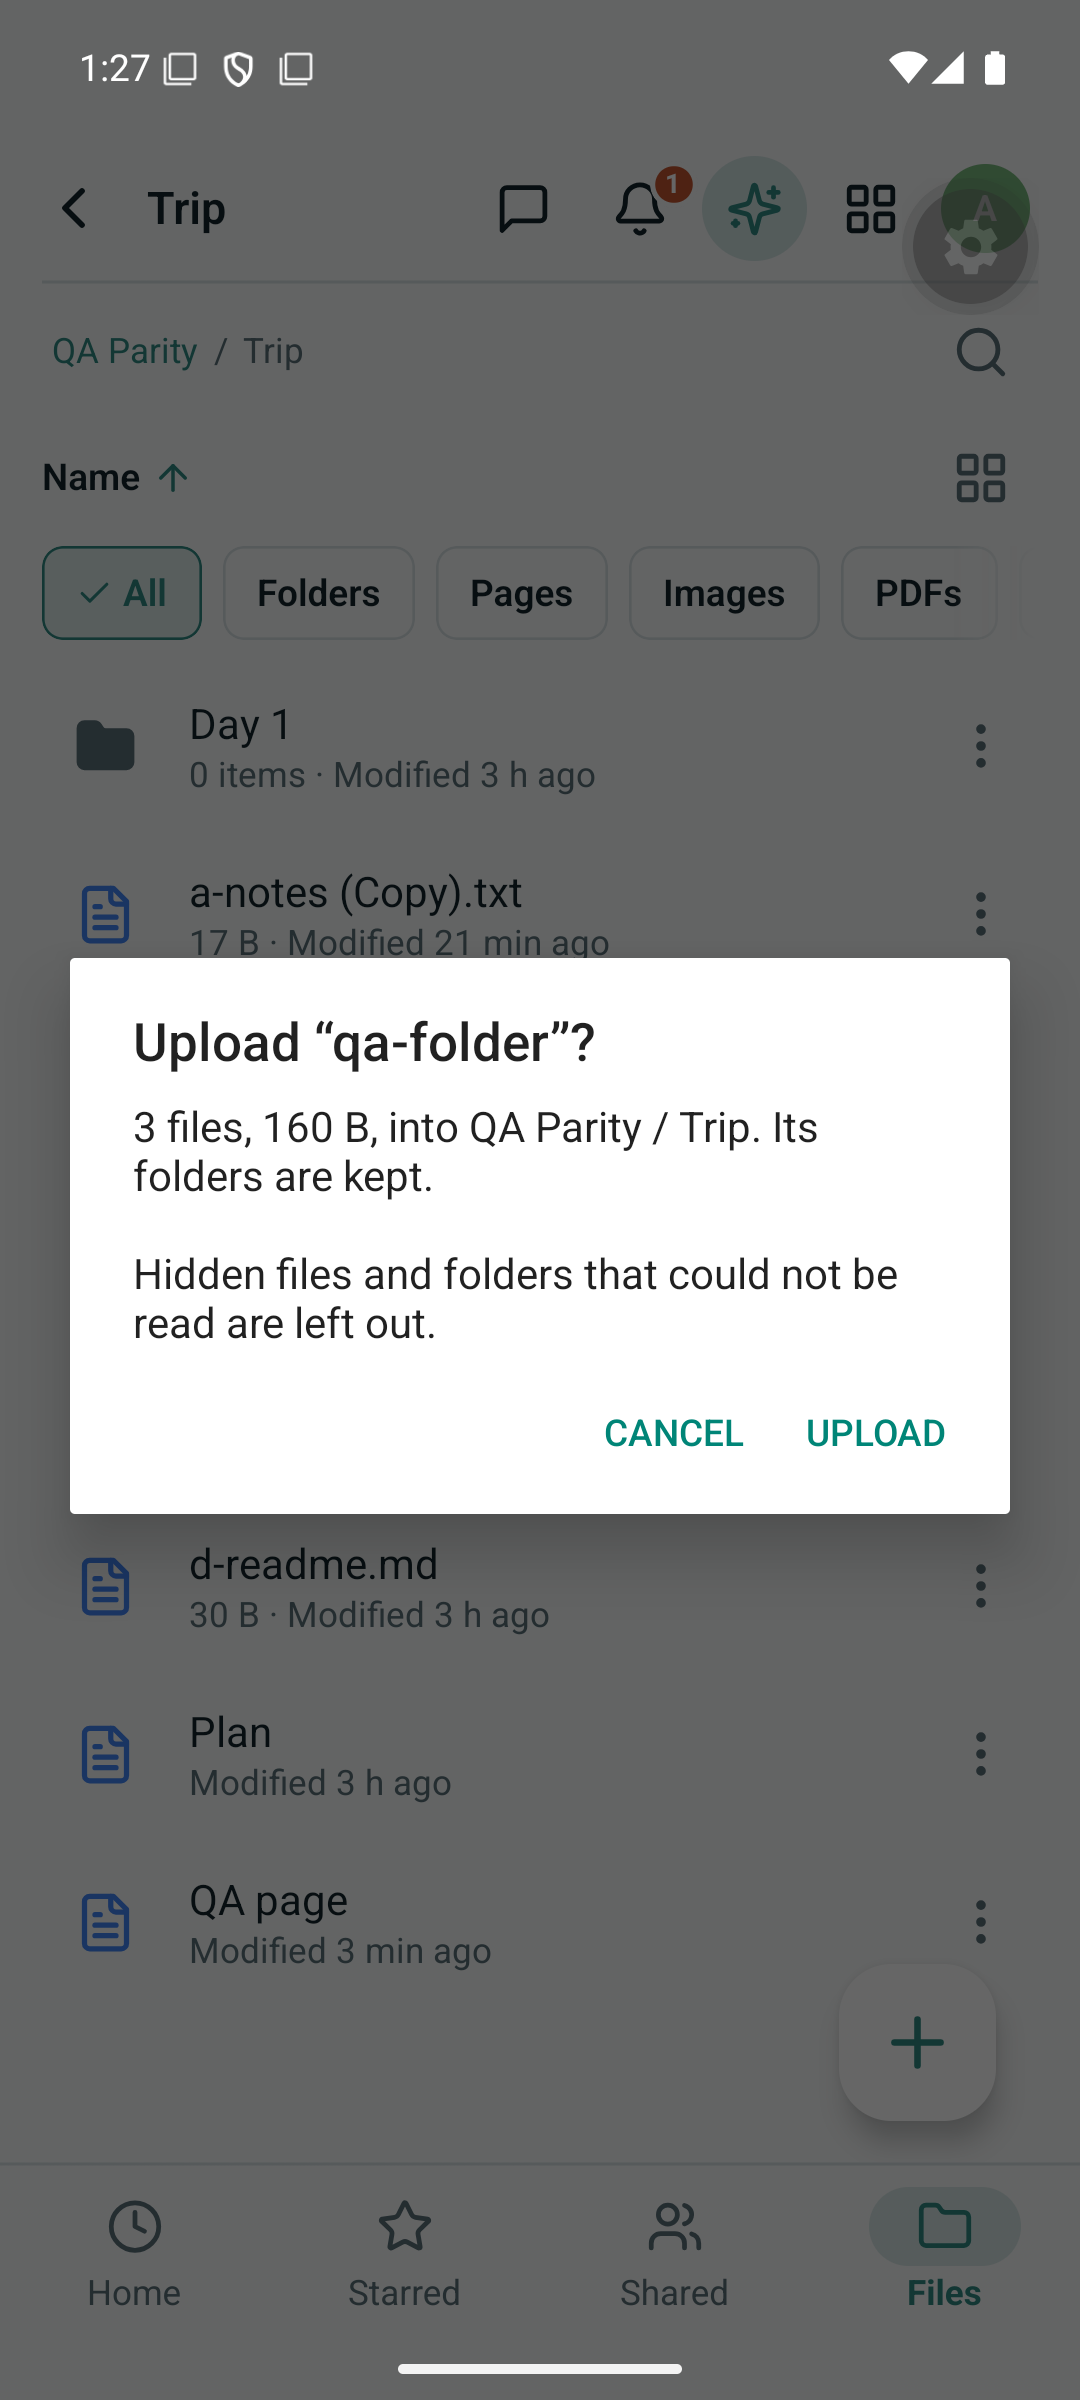 1:27
Trip
1
A
QA Parity / Trip
Name
All
Folders
Pages
Images
PDFs
Day 1
0 items · Modified 3 h ago
a-notes (Copy).txt
17 B · Modified 21 min ago
Upload “qa-folder”?
3 files, 160 B, into QA Parity / Trip. Its
folders are kept.
Hidden files and folders that could not be
read are left out.
CANCEL
UPLOAD
d-readme.md
30 B · Modified 3 h ago
Plan
Modified 3 h ago
QA page
Modified 3 min ago
Home
Starred
Shared
Files